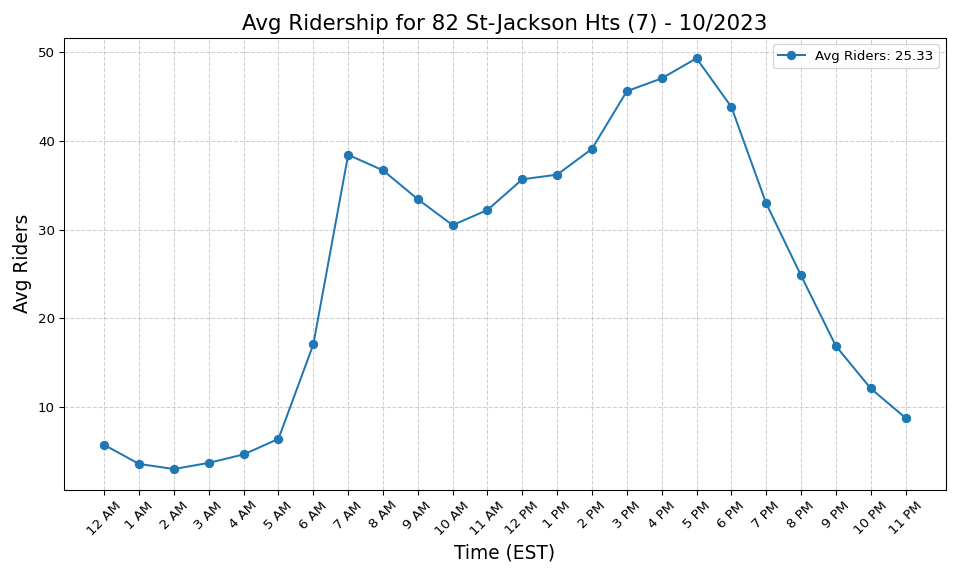 Avg Ridership for 82 St-Jackson Hts (7) - 10/2023
Avg Riders: 25.33
Avg Riders
50
40
30
20
10
12 AM
1 AM
2 AM
3 AM
4 AM
5 AM
6 AM
7 AM
8 AM
9 AM
10 AM
11 AM
12 PM
1 PM
2 PM
3 PM
4 PM
5 PM
6 PM
7 PM
8 PM
9 PM
10 PM
11 PM
Time (EST)